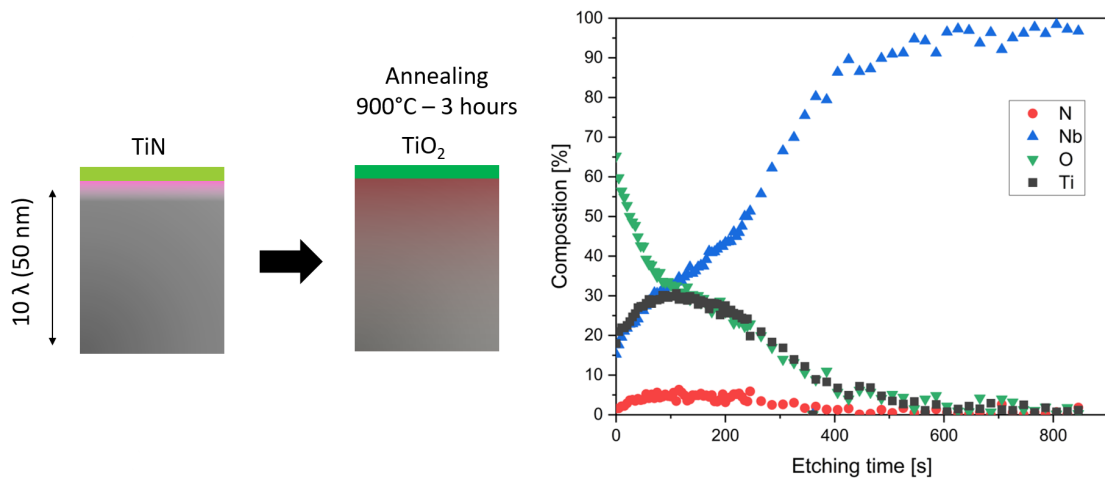 Annealing
900°C – 3 hours
TiN
TiO2
10 λ (50 nm)
100
90
80
70
60
50
40
30
20
10
0
Compostion [%]
N
Nb
O
Ti
0
200
400
600
800
Etching time [s]